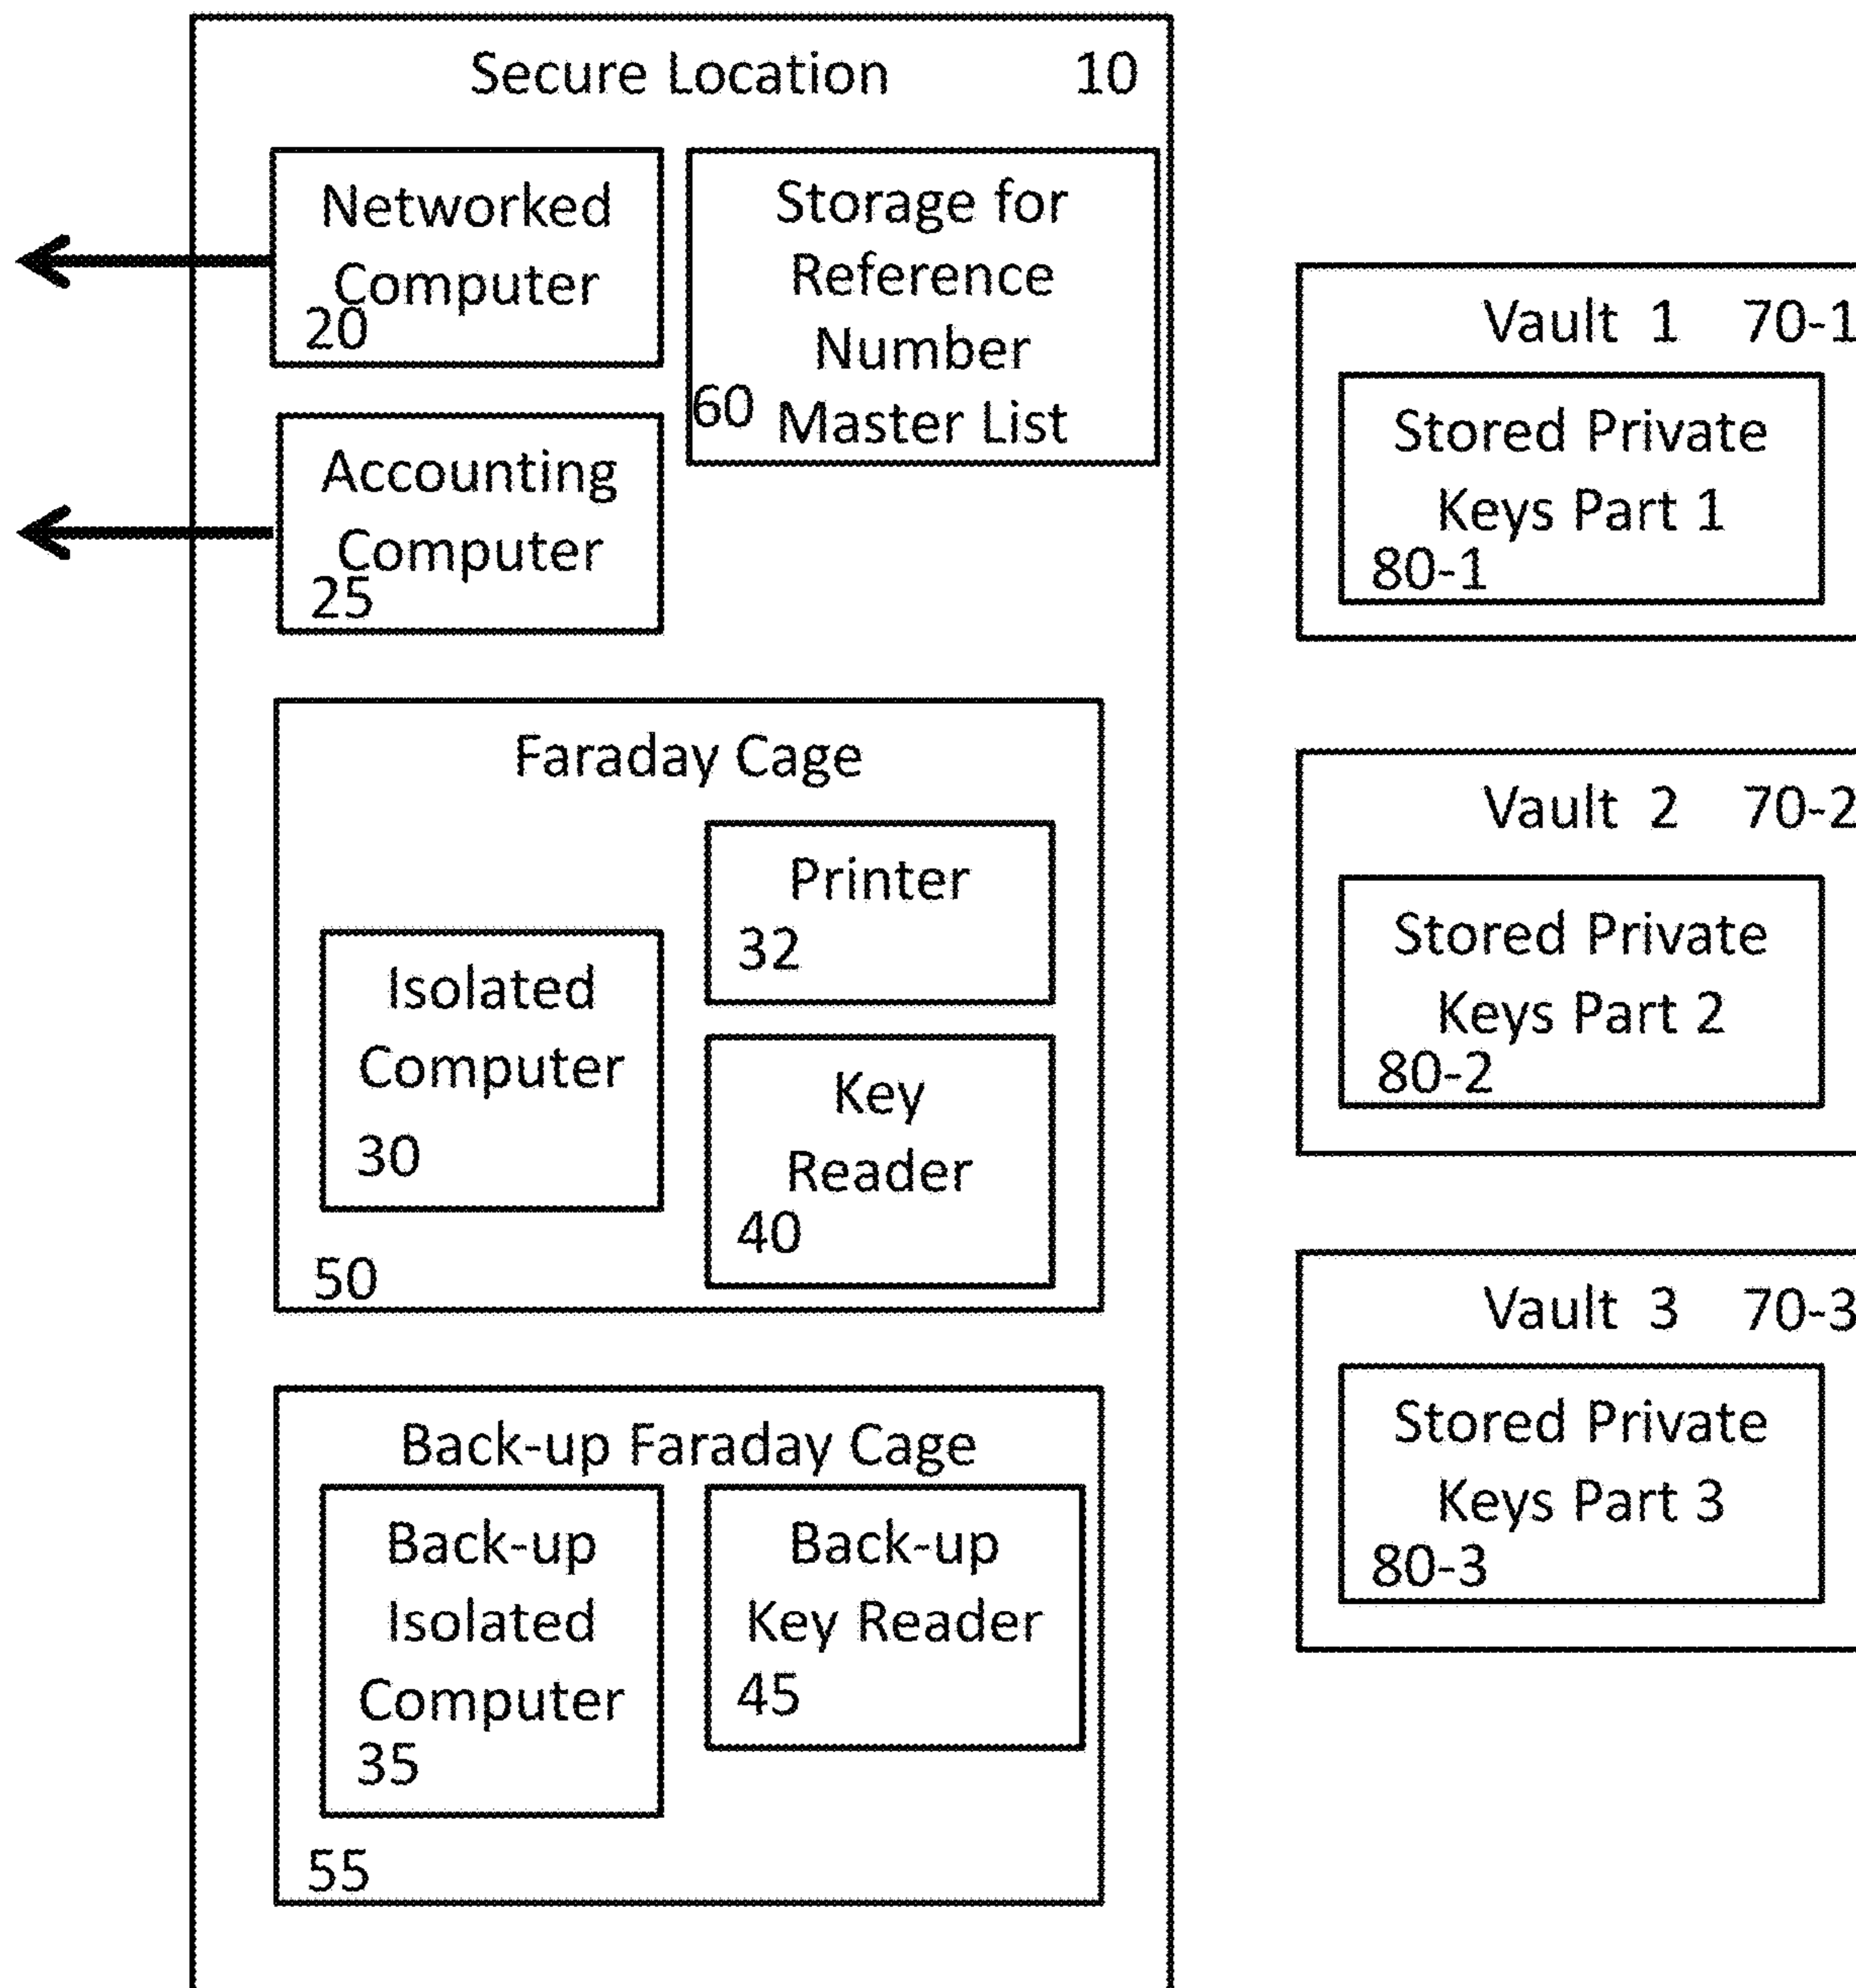 Secure Location 10
Networked
Computer
20
Storage for
Reference
Number
60 Master List
Accounting
Computer
25
Faraday Cage
Printer
32
Isolated
Computer
30
Key
Reader
40
50
Back-up Faraday Cage
Back-up
Isolated
Computer
35
Back-up
Key Reader
45
55
Vault 1 70-1
Stored Private
Keys Part 1
80-1
Vault 2 70-2
Stored Private
Keys Part 2
80-2
Vault 3 70-3
Stored Private
Keys Part 3
80-3